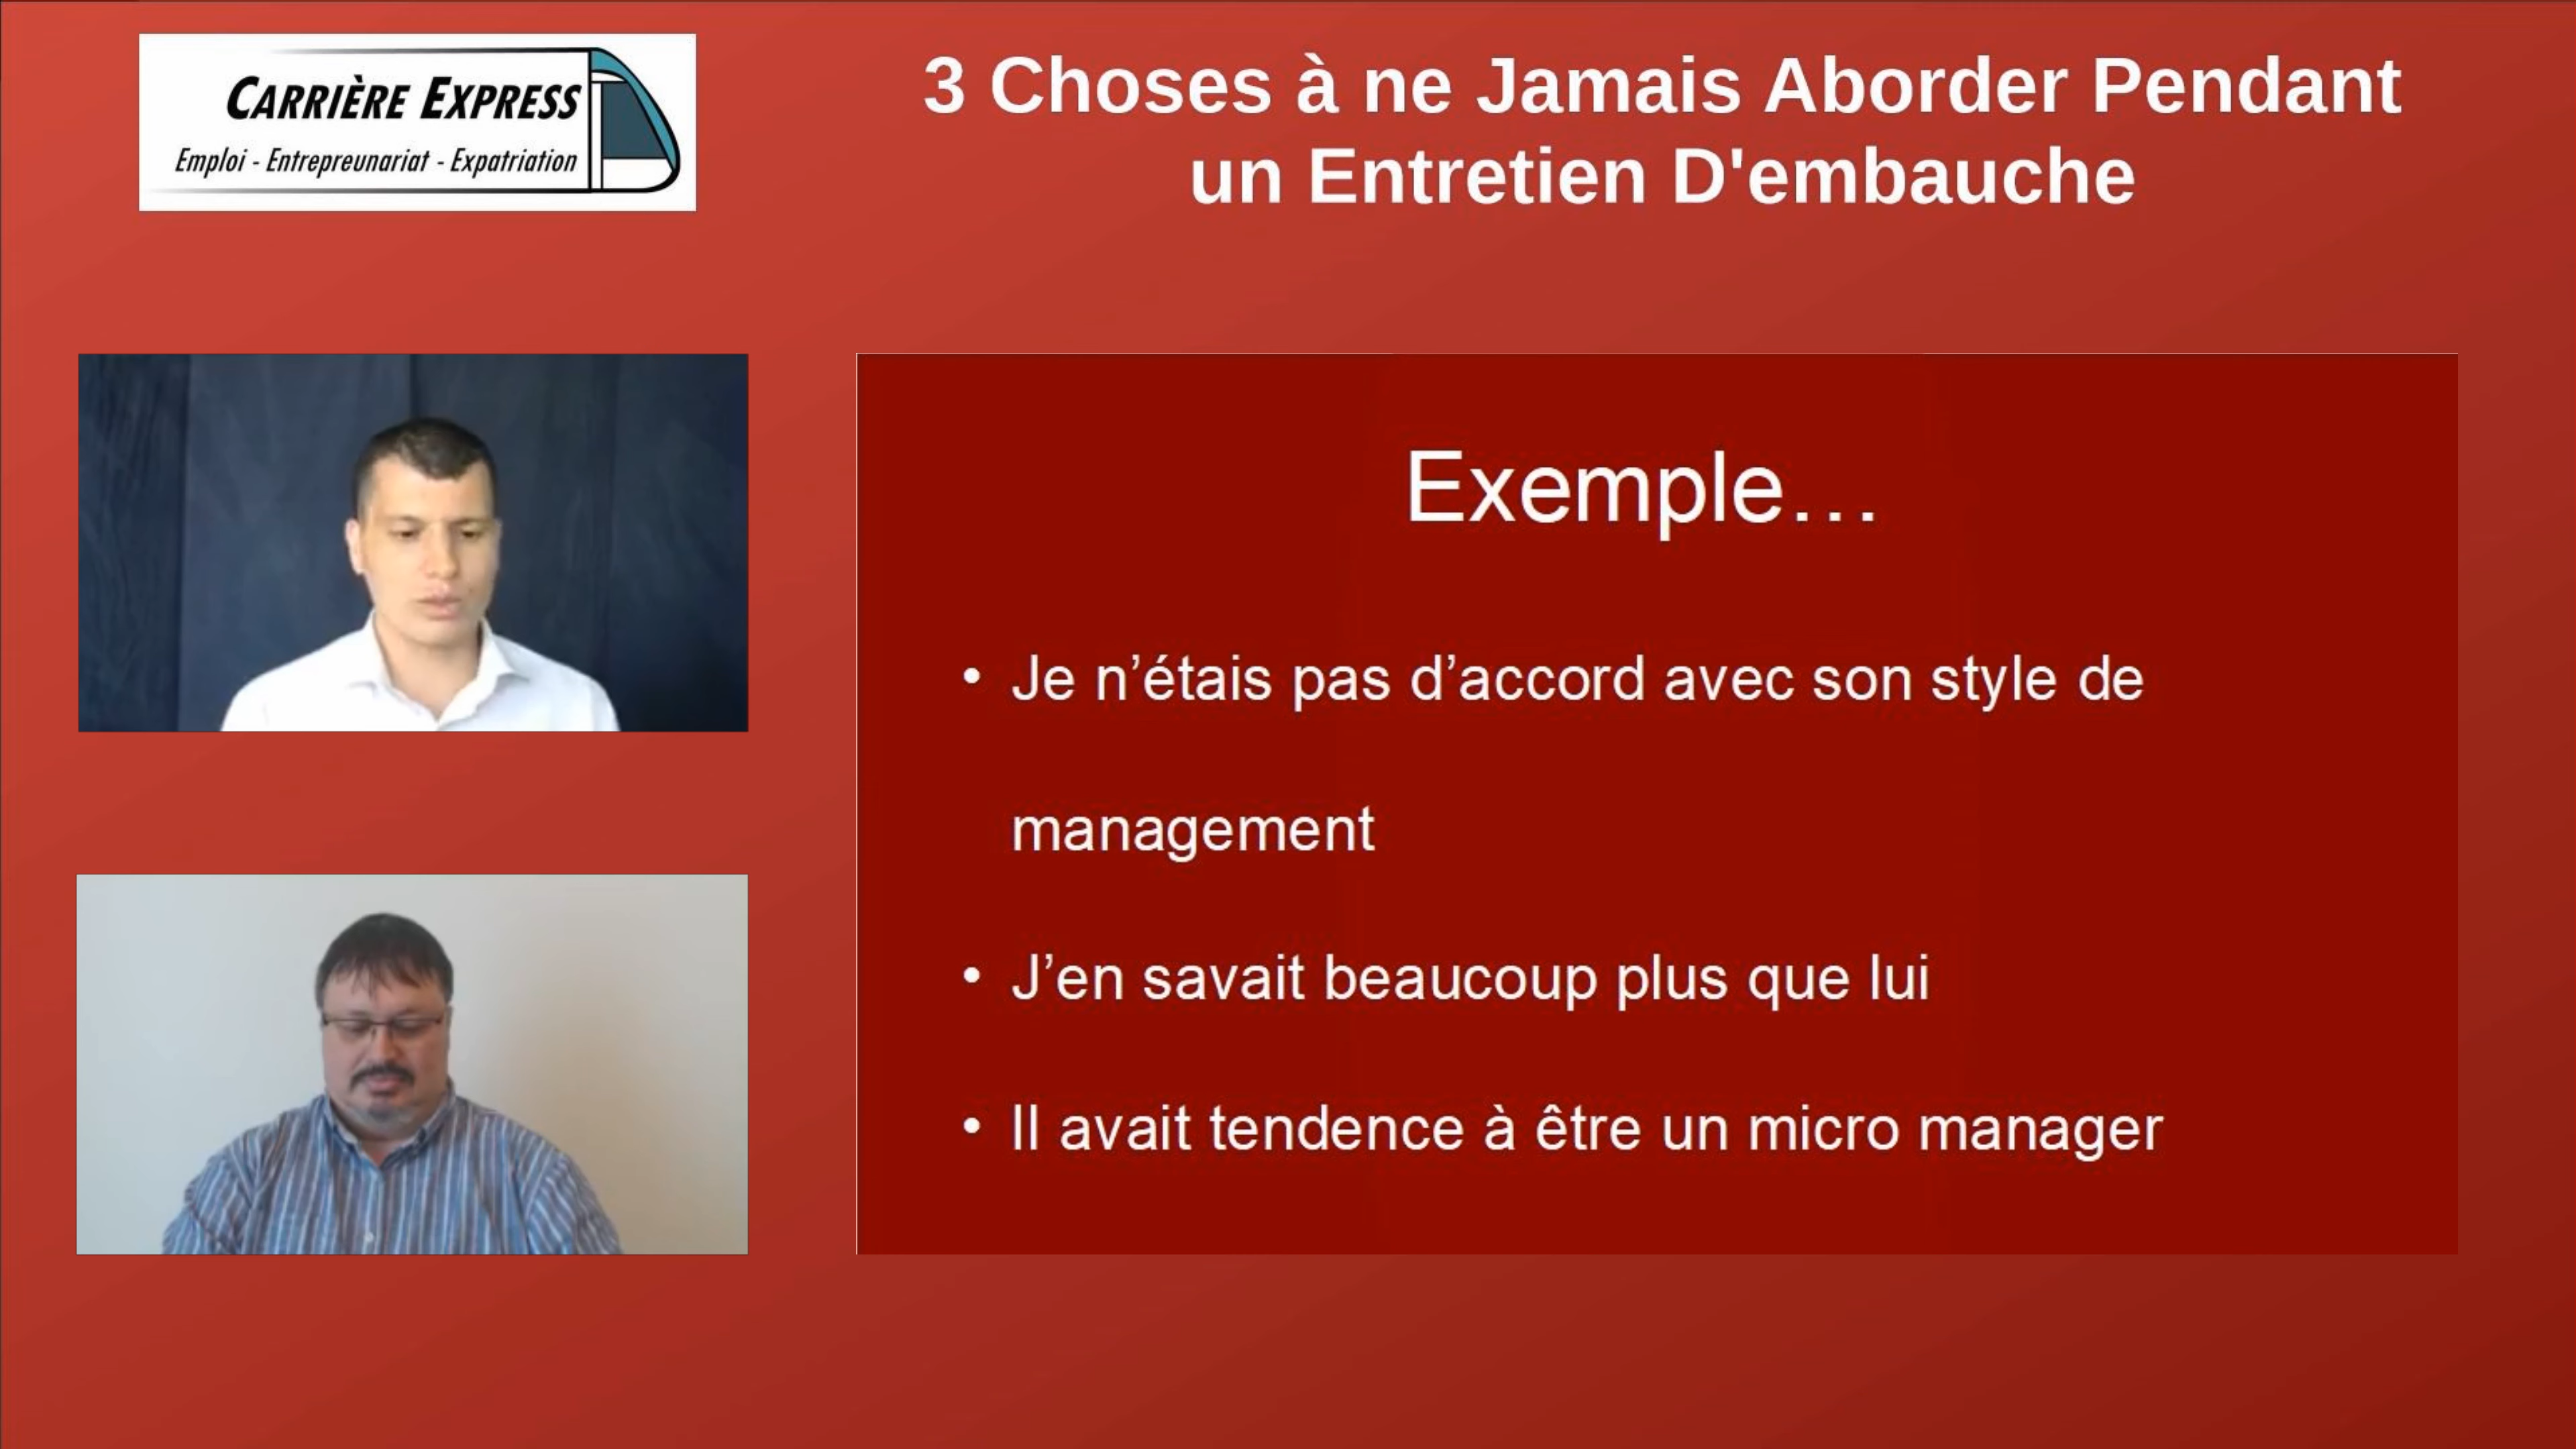 CARRIÈRE EXPRESS
Emploi - Entrepreunariat - Expatriation
3 Choses à ne Jamais Aborder Pendant
un Entretien D'embauche
Exemple…
• Je n’étais pas d’accord avec son style de
management
• J’en savait beaucoup plus que lui
• Il avait tendence à être un micro manager